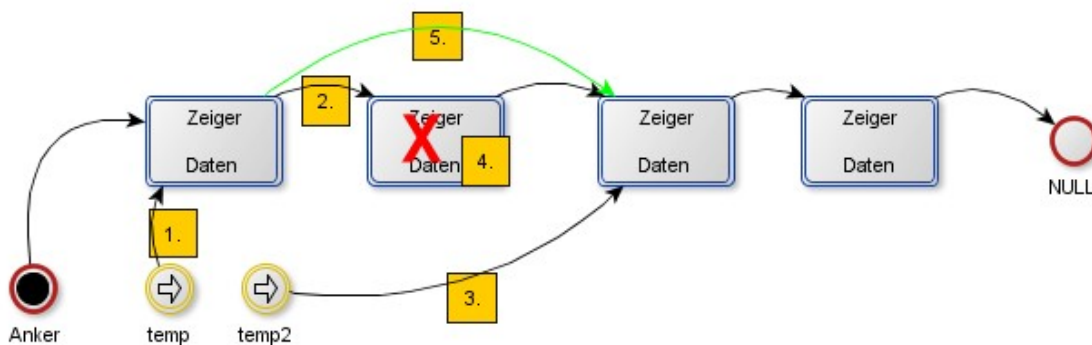 5.
2.
Zeiger
Zeiger
Zeiger
Zeiger
X
Daten
Daten
4.
Daten
Daten
NULL
1.
3.
Anker
temp
temp2